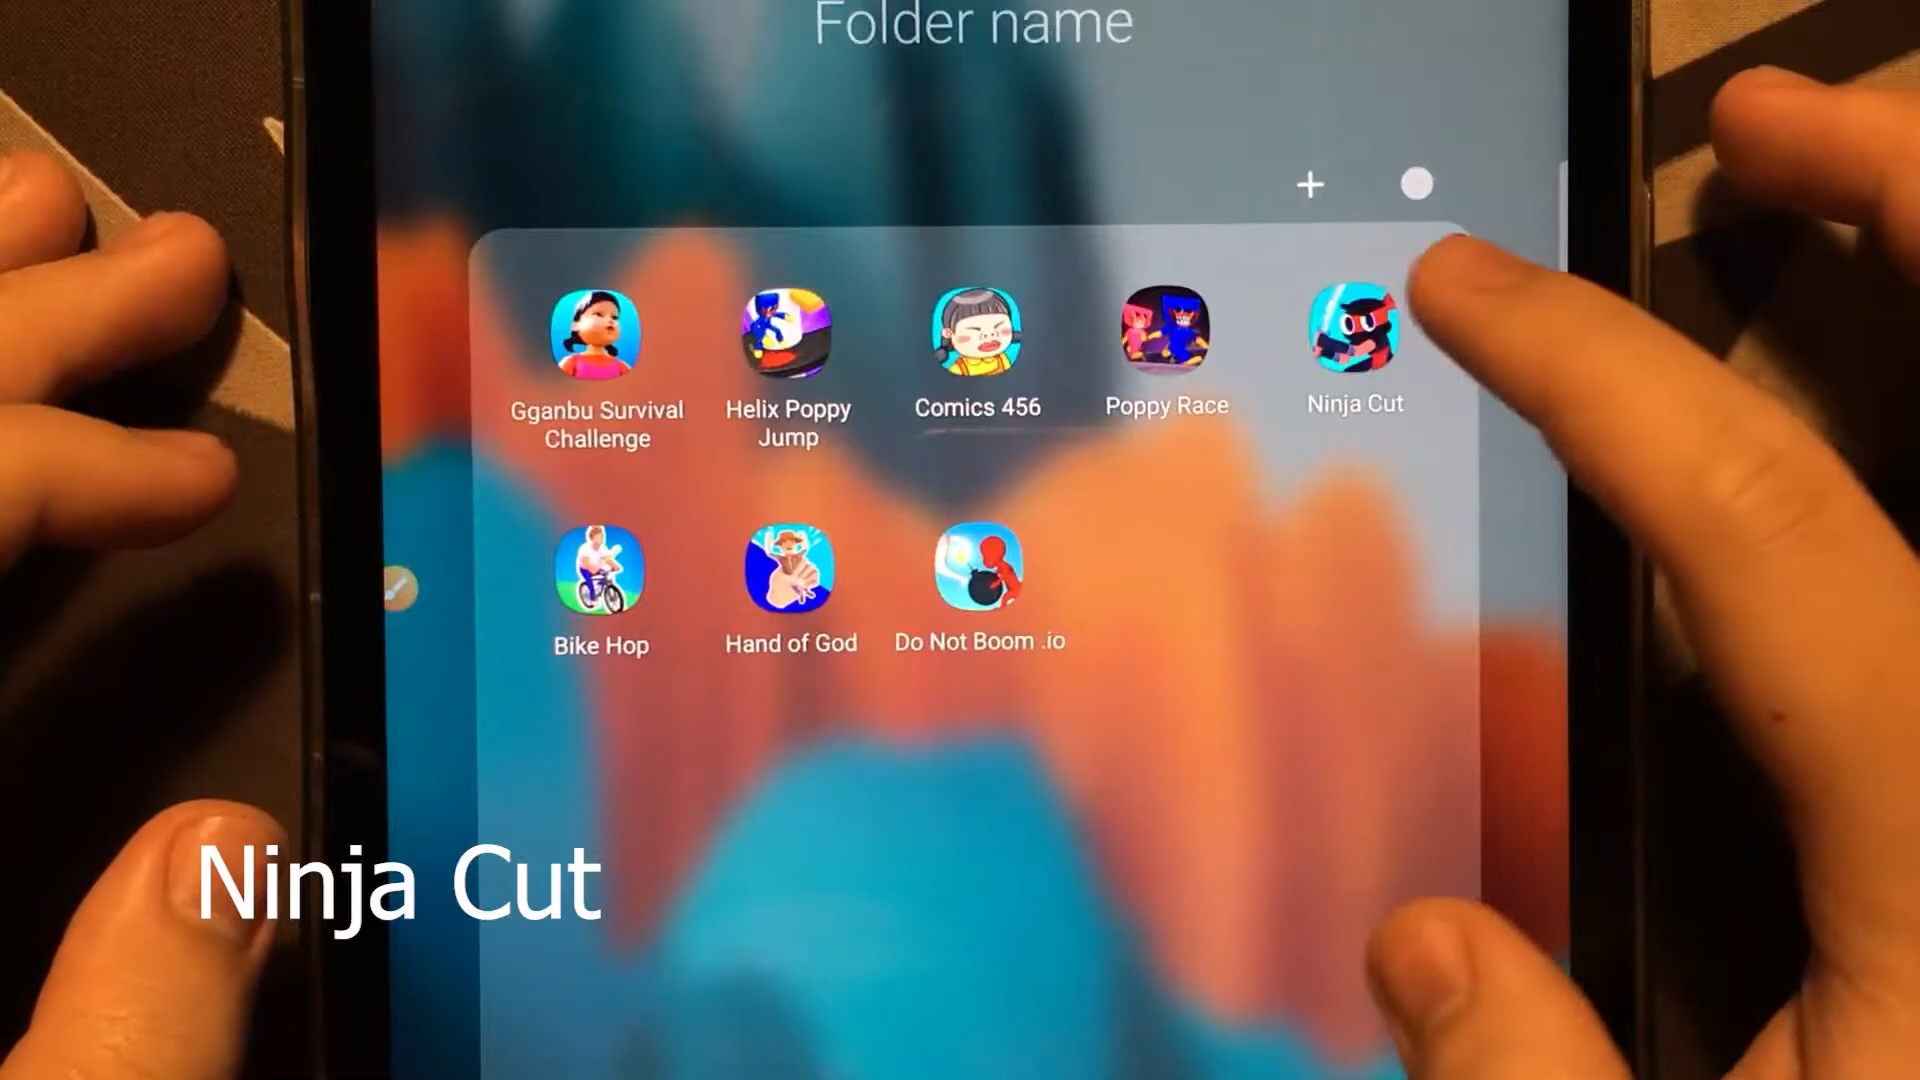 Folder name
Gganbu Survival
Challenge
Helix Poppy
Jump
Comics 456
Poppy Race
Ninja Cut
Bike Hop
Hand of God
Do Not Boom .io
Ninja Cut